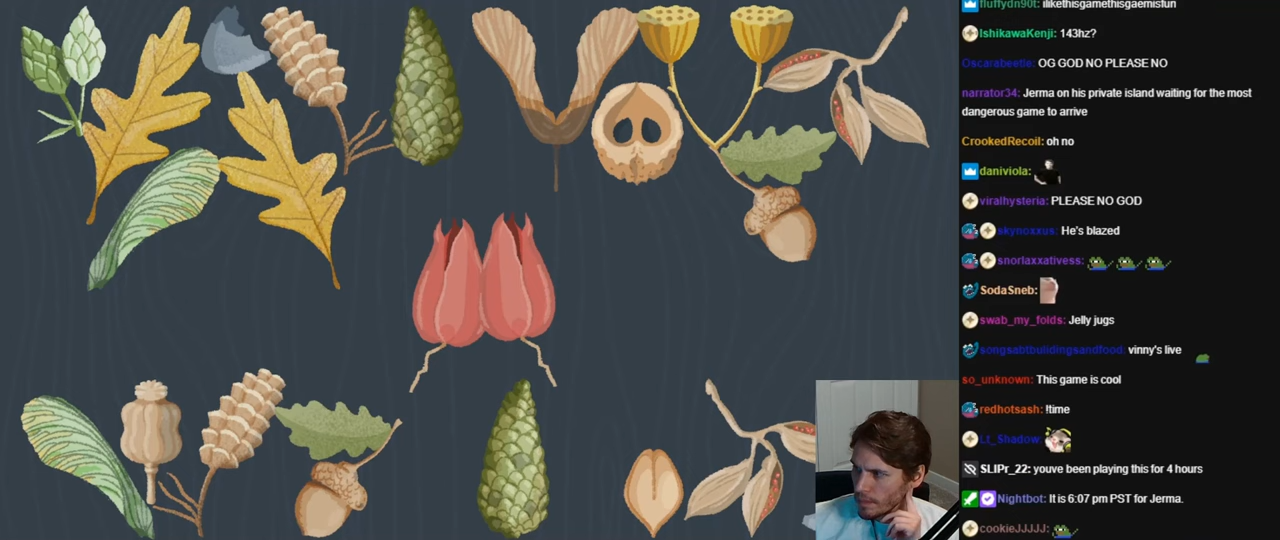 fluffydn90t: ilikethisgamethisgaemisfun
IshikawaKenji: 143hz?
Oscarabeetle: OG GOD NO PLEASE NO
narrator34: Jerma on his private island waiting for the most
dangerous game to arrive
CrookedRecoil: oh no
daniviola:
viralhysteria: PLEASE NO GOD
skynoxxus: He's blazed
snorlaxxativess:
SodaSneb:
swab_my_folds: Jelly jugs
songsabtbuildingsandfood: vinny's live
so_unknown: This game is cool
redhotsash: !time
Lt_Shadow:
SLIPr_22: youve been playing this for 4 hours
Nightbot: It is 6:07 pm PST for Jerma.
cookieJJJJJ: